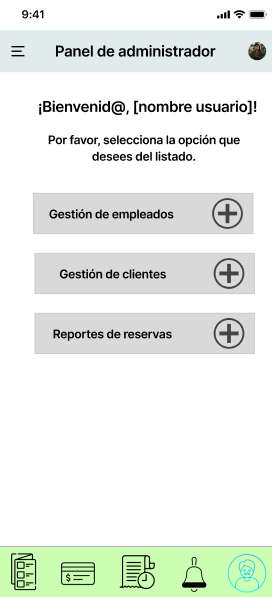 9:41
Panel de administrador
¡Bienvenid@, [nombre usuario]!
Por favor, selecciona la opción que
desees del listado.
Gestión de empleados
Gestión de clientes
Reportes de reservas
$